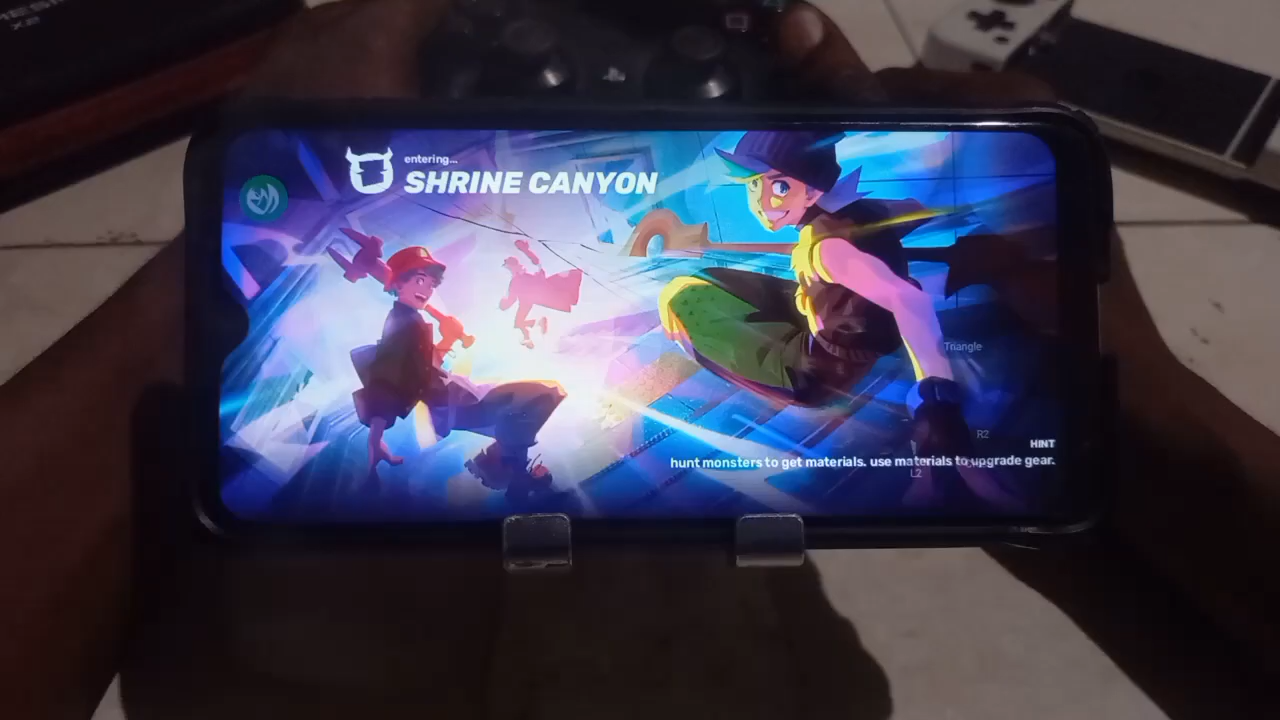 entering...
SHRINE CANYON
Triangle
R2
HINT
hunt monsters to get materials. use materials to upgrade gear.
L2